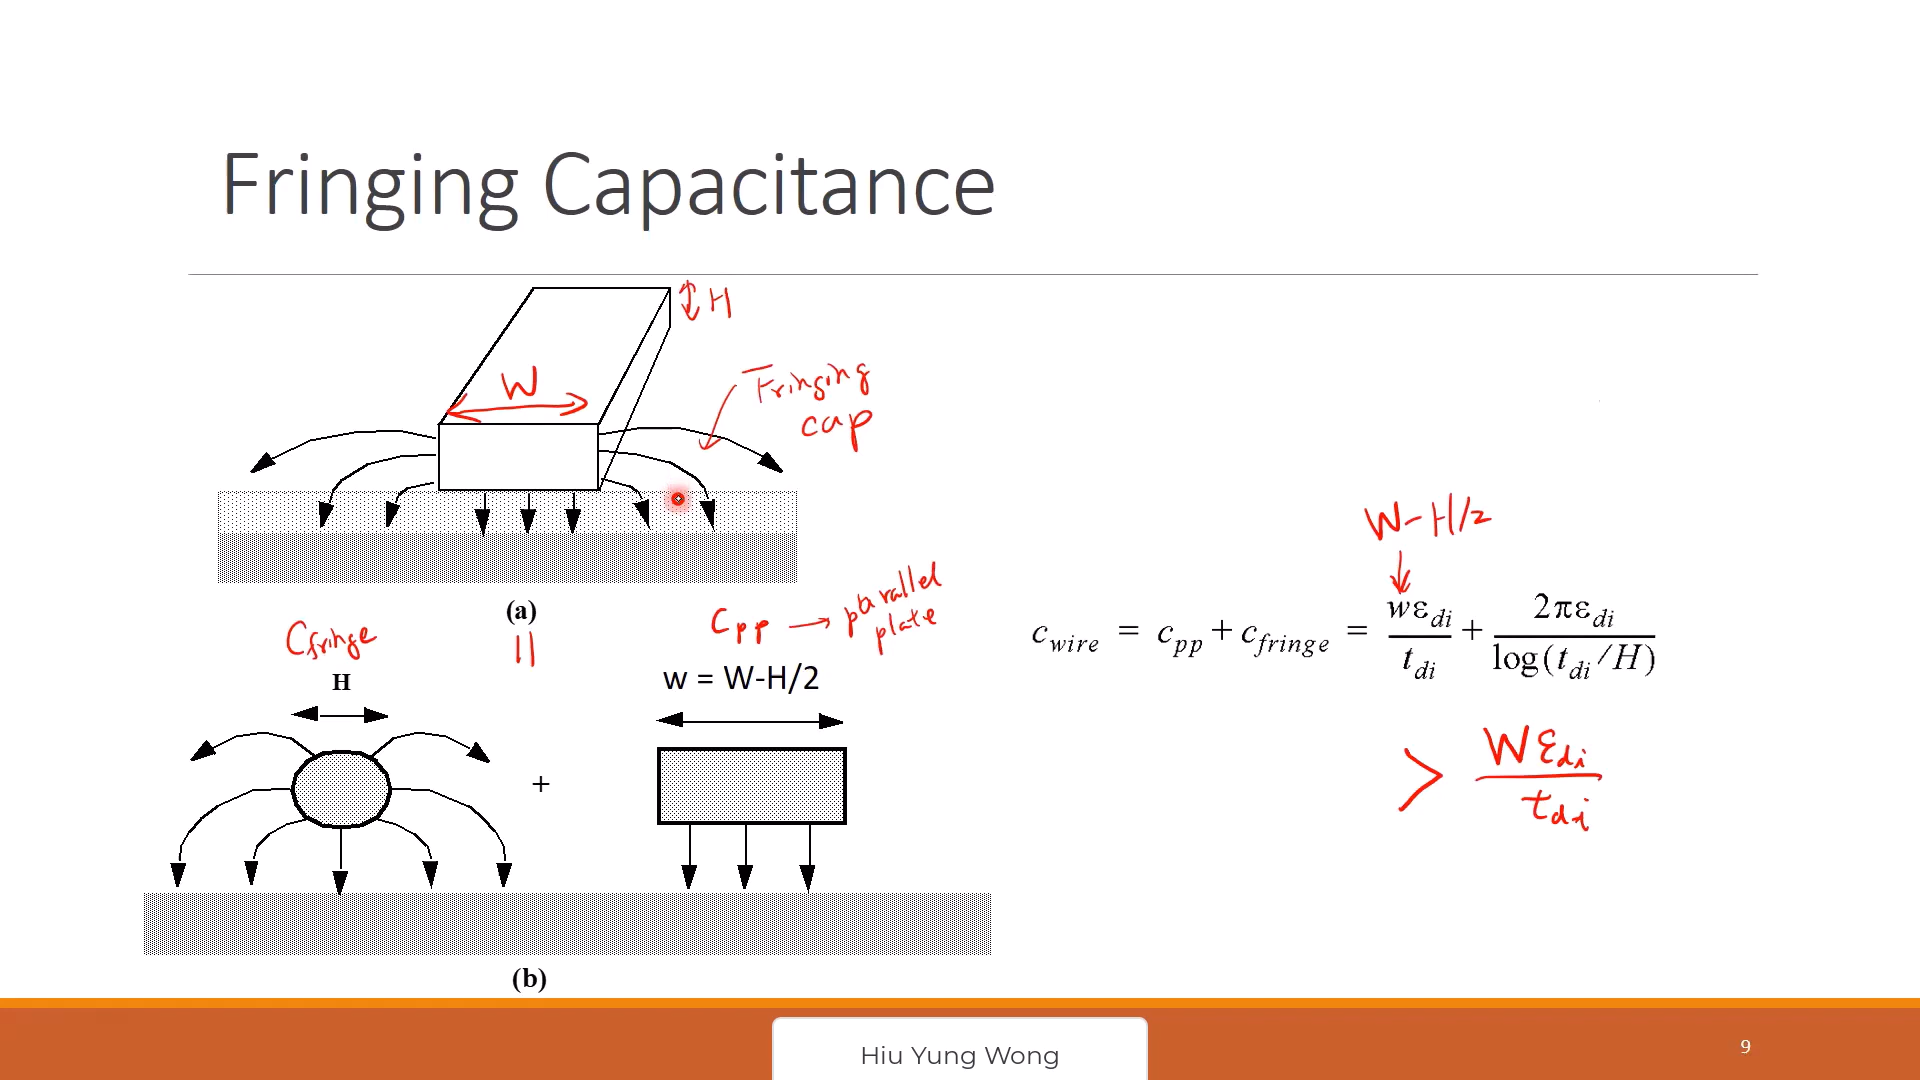 Fringing Capacitance
H
W
Fringing
cap
(a)
Cfringe
||
Cpp → parallel
plate
H
w = W-H/2
+
(b)
W-H/2
c_wire = c_pp + c_fringe = wε_di / t_di + 2πε_di / log(t_di/H)
> Wε_di / t_di
Hiu Yung Wong
9